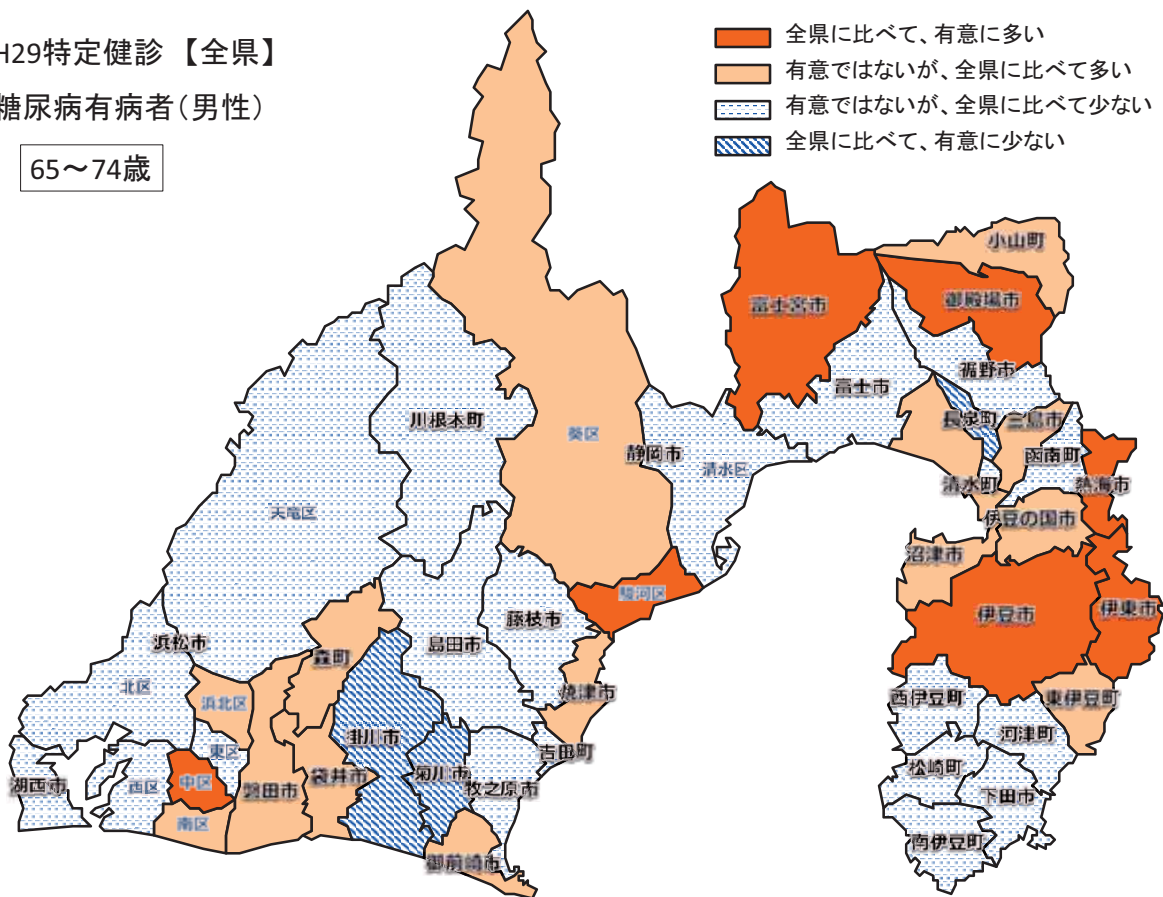 H29特定健診 【全県】
糖尿病有病者(男性)
65～74歳
全県に比べて、有意に多い
有意ではないが、全県に比べて多い
有意ではないが、全県に比べて少ない
全県に比べて、有意に少ない
小山町
富士宮市
御殿場市
裾野市
富士市
長泉町
三島市
川根本町
葵区
静岡市
清水区
函南町
清水町
熱海市
天竜区
伊豆の国市
沼津市
駿河区
藤枝市
伊豆市
伊東市
浜松市
島田市
森町
北区
浜北区
焼津市
西伊豆町
東伊豆町
掛川市
河津町
東区
吉田町
菊川市
袋井市
松崎町
湖西市
西区
中区
磐田市
牧之原市
下田市
南区
南伊豆町
御前崎市